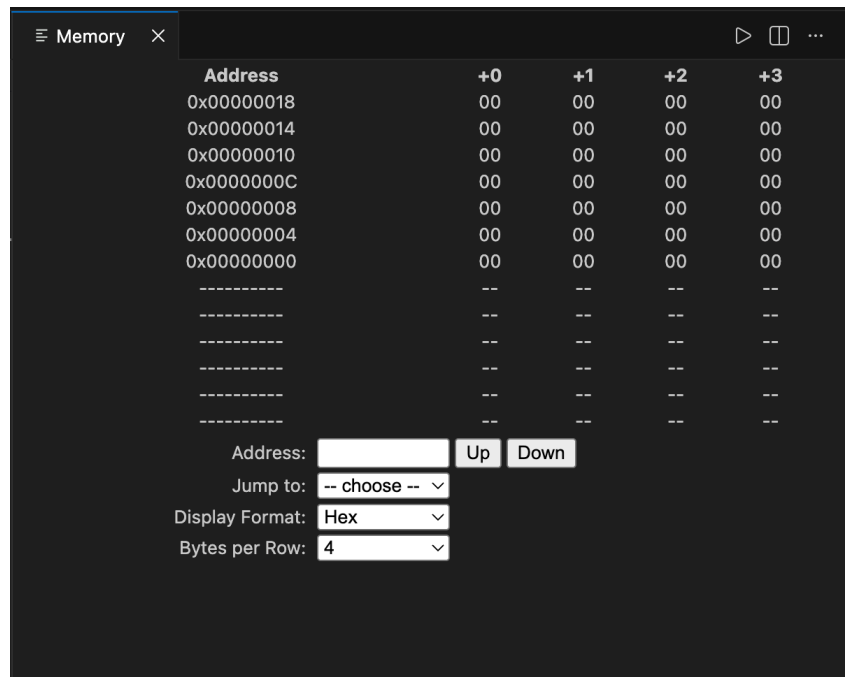 Memory
Address +0 +1 +2 +3
0x00000018 00 00 00 00
0x00000014 00 00 00 00
0x00000010 00 00 00 00
0x0000000C 00 00 00 00
0x00000008 00 00 00 00
0x00000004 00 00 00 00
0x00000000 00 00 00 00
---------- -- -- -- --
---------- -- -- -- --
---------- -- -- -- --
---------- -- -- -- --
---------- -- -- -- --
---------- -- -- -- --
Address: Up Down
Jump to: -- choose --
Display Format: Hex
Bytes per Row: 4